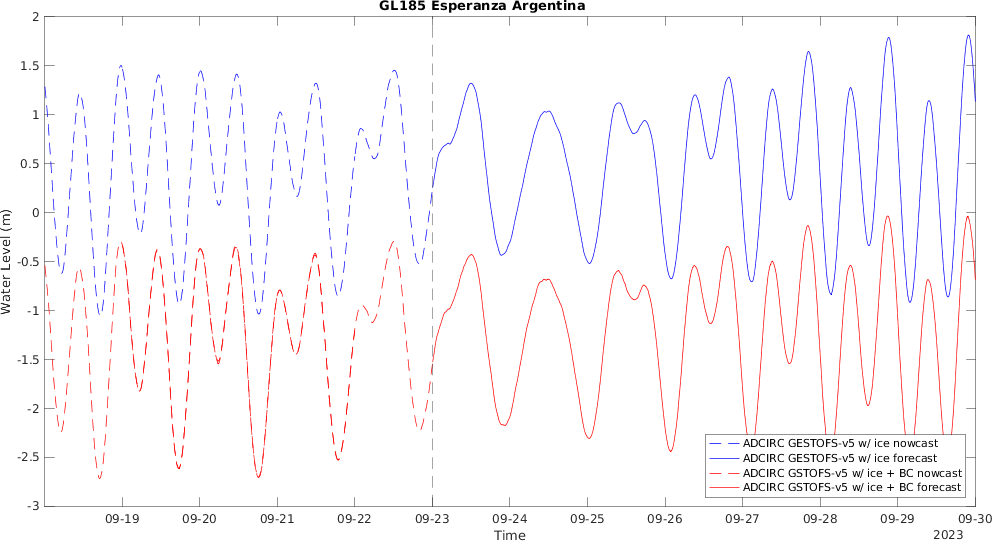 GL185 Esperanza Argentina
2
1.5
1
0.5
0
-0.5
-1
-1.5
-2
-2.5
-3
Water Level (m)
ADCIRC GESTOFS-v5 w/ ice nowcast
ADCIRC GESTOFS-v5 w/ ice forecast
ADCIRC GSTOFS-v5 w/ ice + BC nowcast
ADCIRC GSTOFS-v5 w/ ice + BC forecast
09-19 09-20 09-21 09-22 09-23 09-24 09-25 09-26 09-27 09-28 09-29 09-30
Time
2023